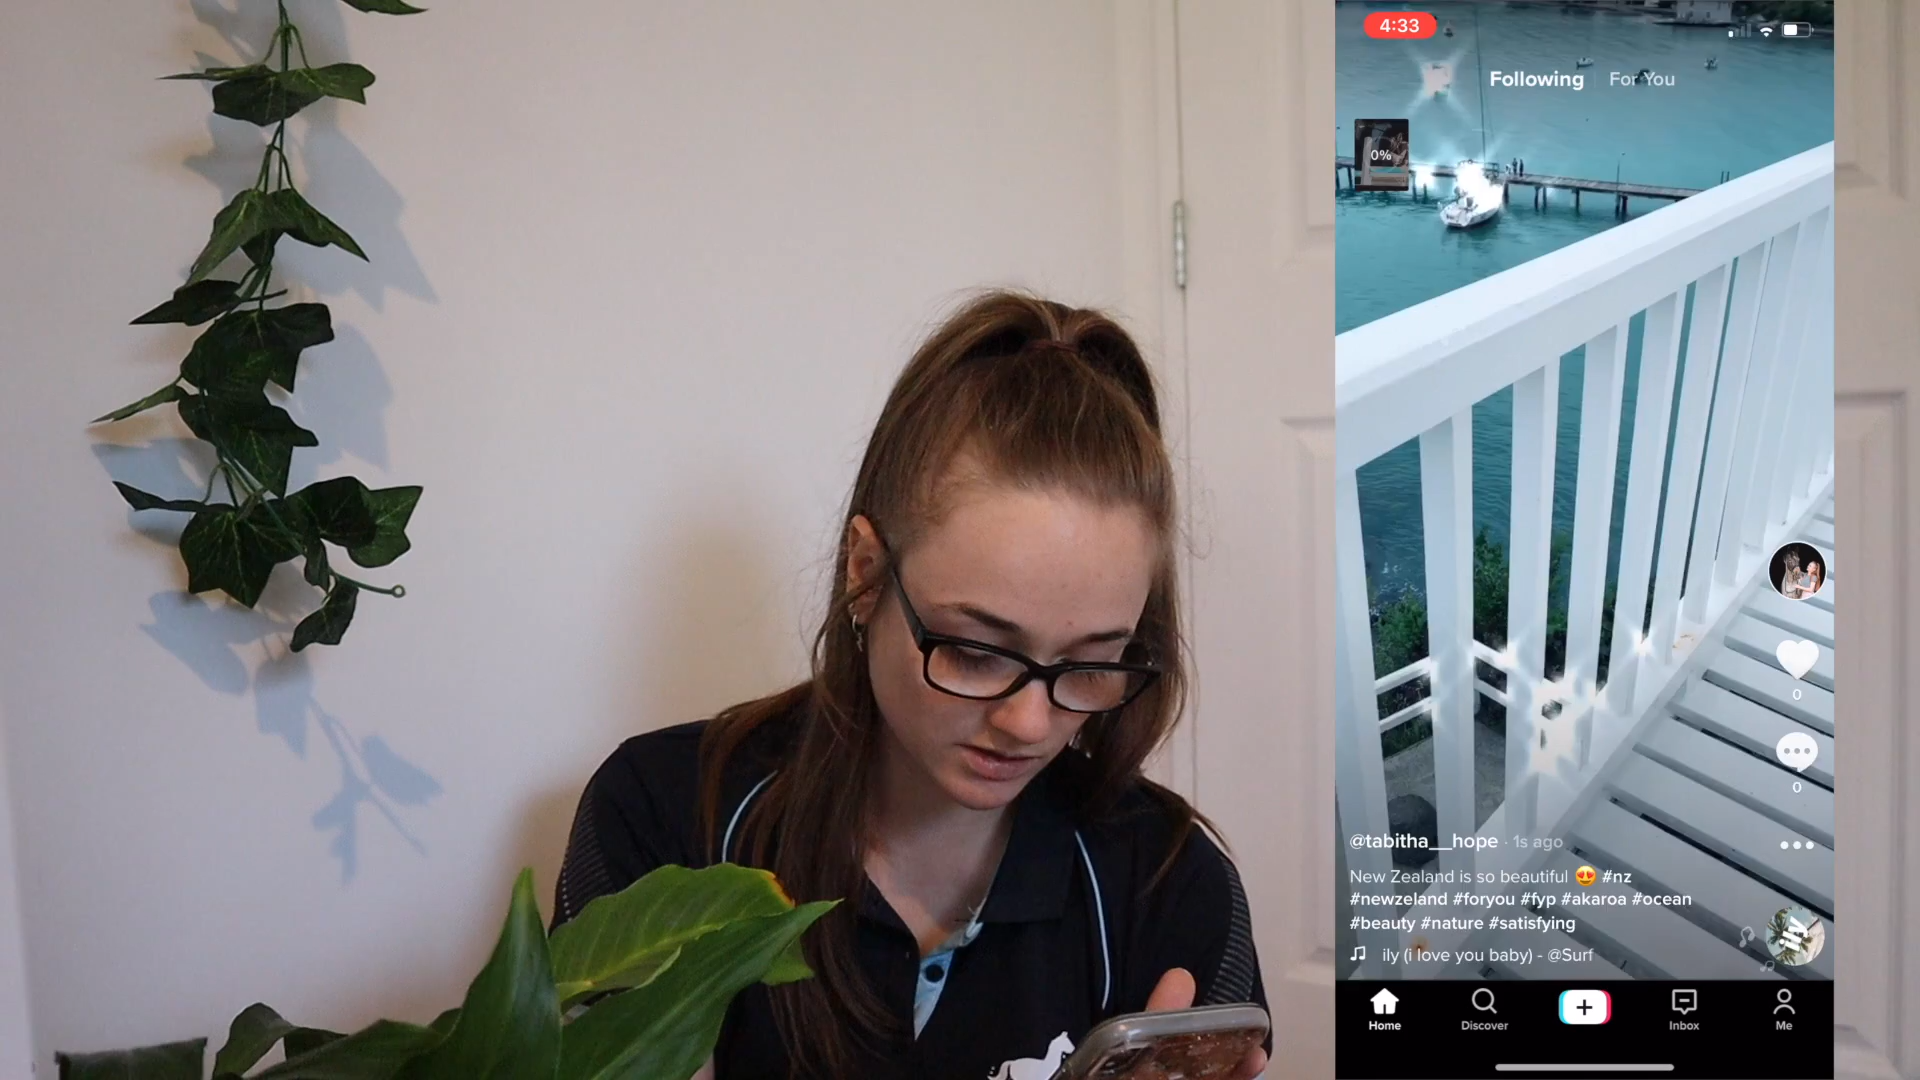 4:33
Following For You
0%
0
0
@tabitha__hope · 1s ago
New Zealand is so beautiful 😍 #nz
#newzeland #foryou #fyp #akaroa #ocean
#beauty #nature #satisfying
ily (i love you baby) - @Surf
ily
Home Discover Inbox Me